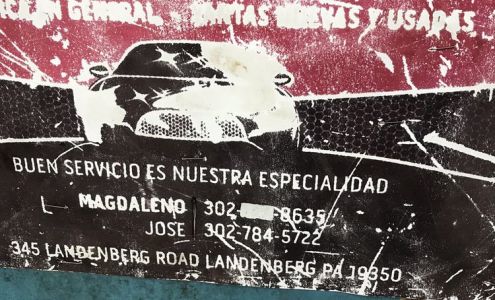 GENERAL LLANTAS NUEVAS Y USADAS
BUEN SERVICIO ES NUESTRA ESPECIALIDAD
MAGDALENO 302- -8635
JOSE 302-784-5722
345 LANDENBERG ROAD LANDENBERG PA 19350